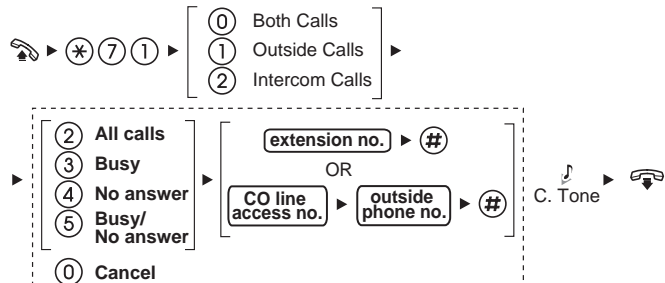 0 Both Calls
* 7 1
1 Outside Calls
2 Intercom Calls
2 All calls
3 Busy
4 No answer
5 Busy/
No answer
0 Cancel
extension no. #
OR
CO line
access no.
outside
phone no.
#
C. Tone